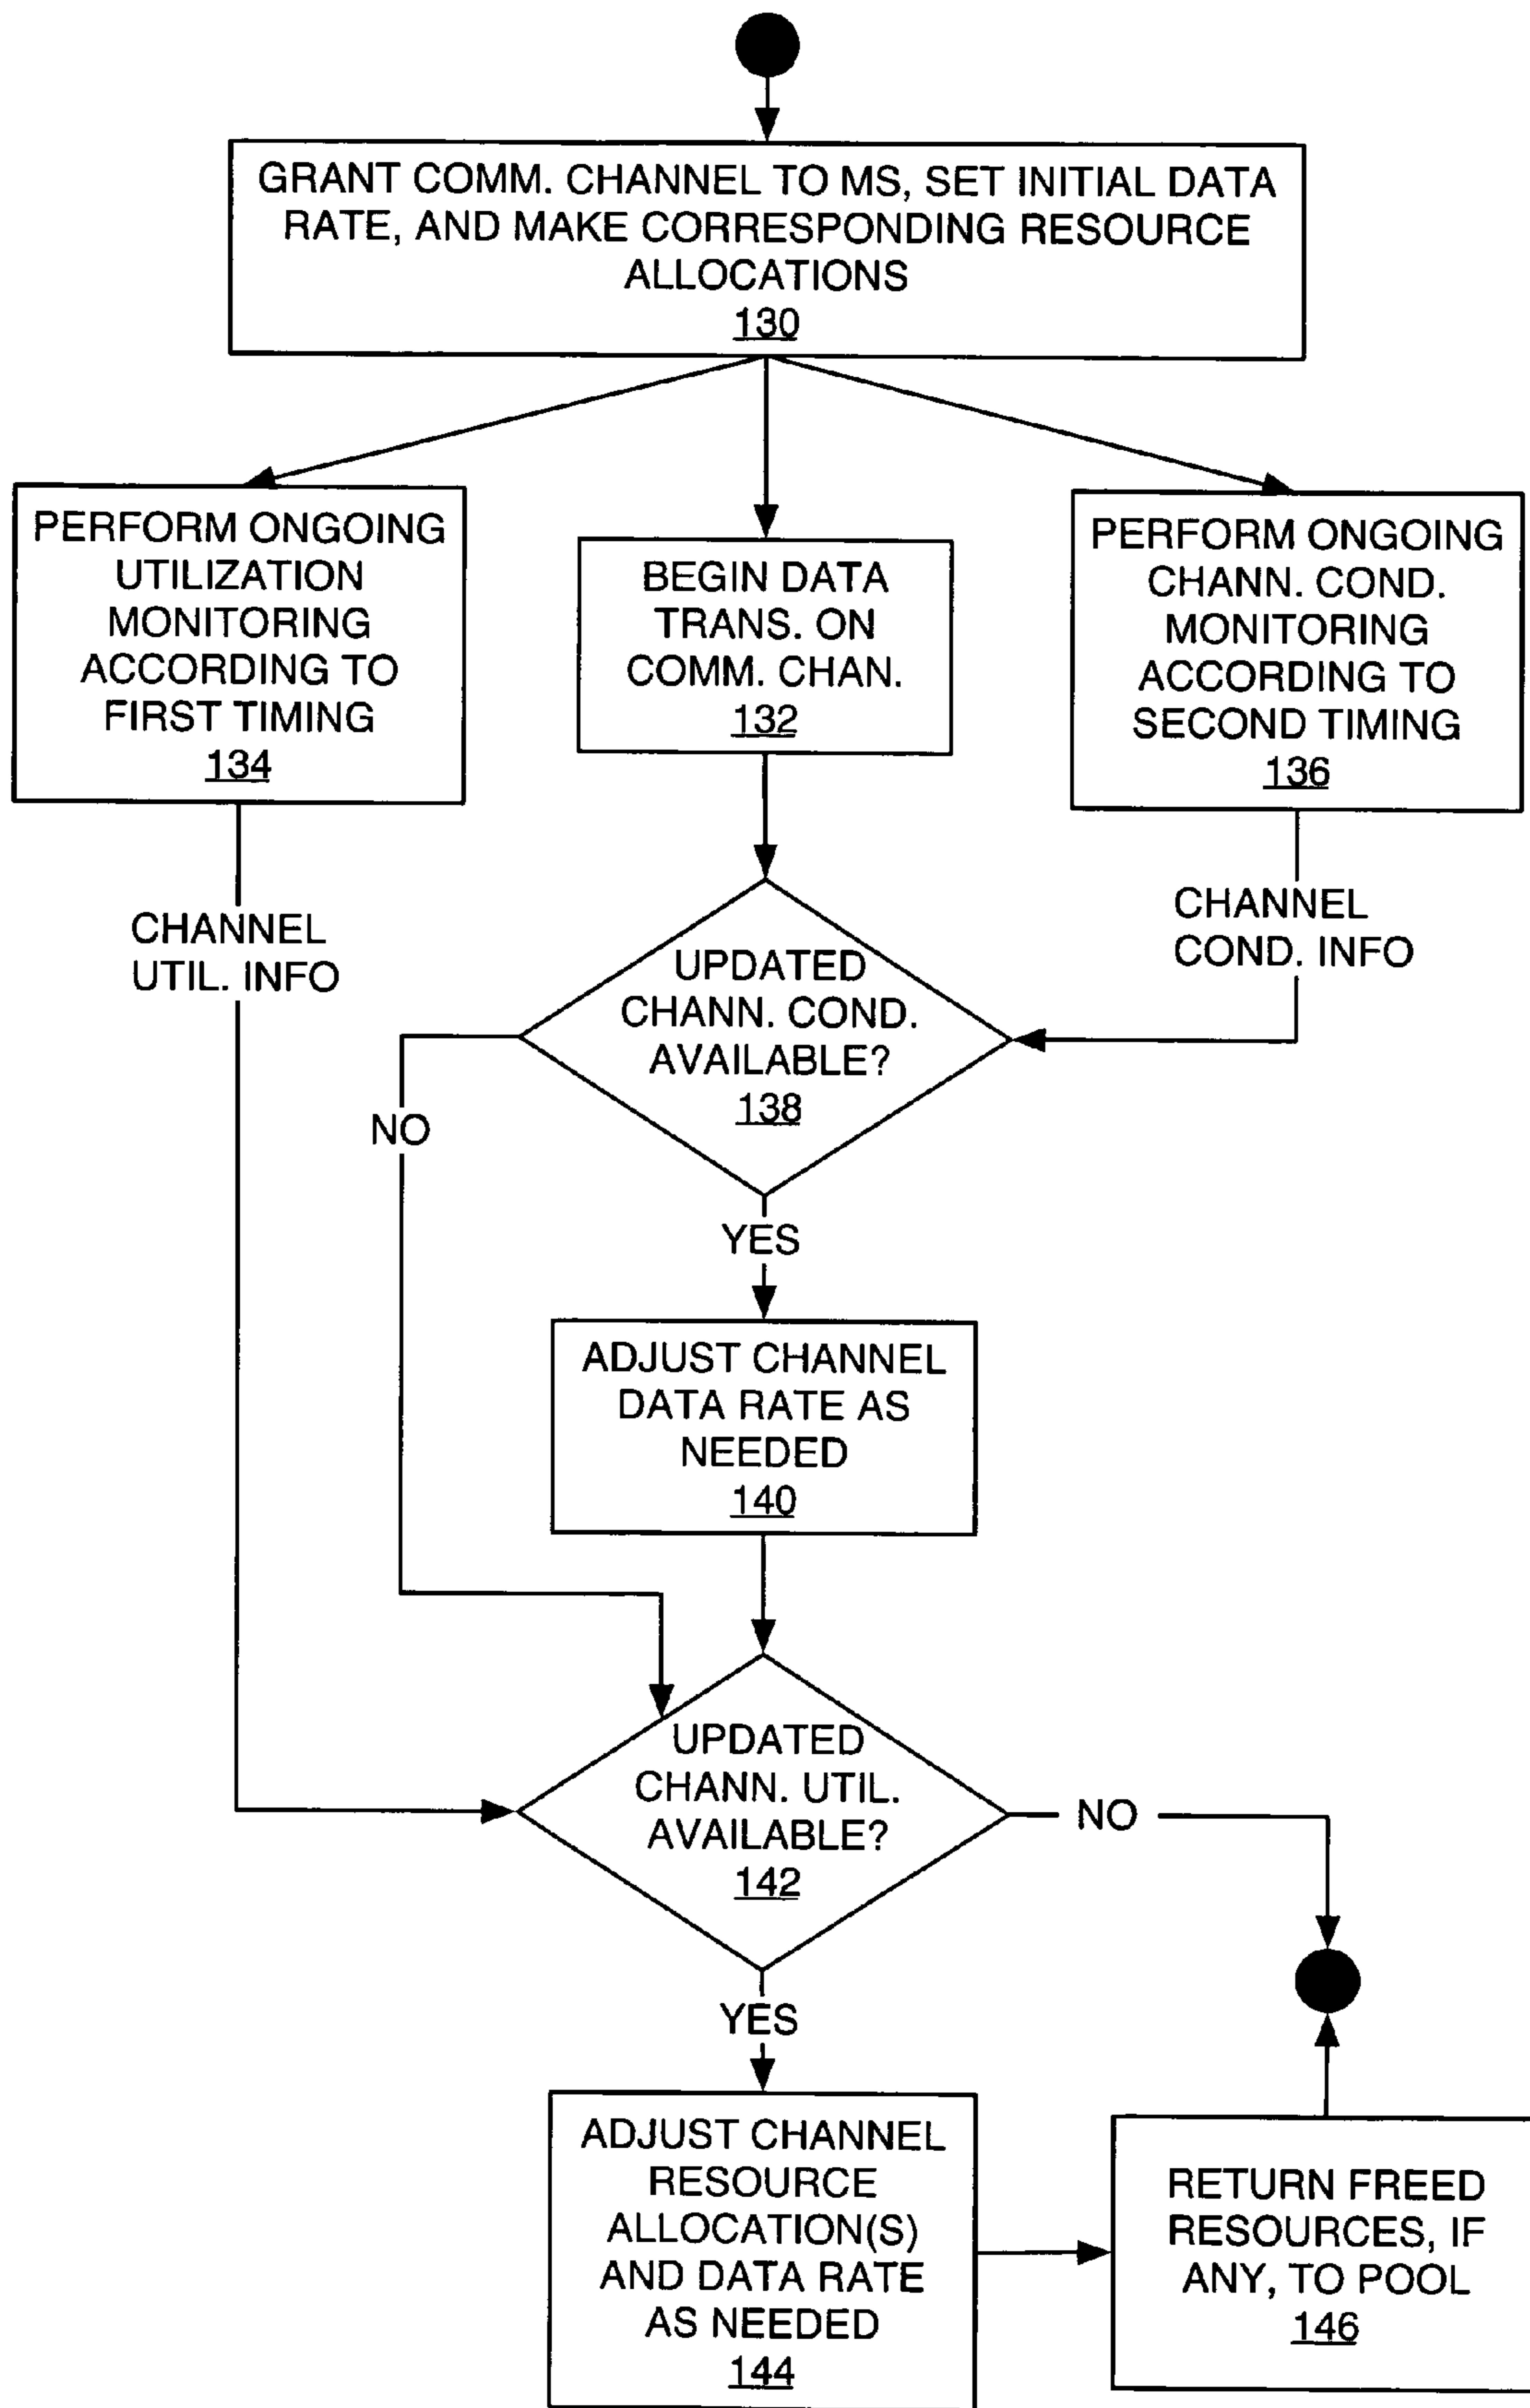 GRANT COMM. CHANNEL TO MS, SET INITIAL DATA
RATE, AND MAKE CORRESPONDING RESOURCE
ALLOCATIONS
130
PERFORM ONGOING
UTILIZATION
MONITORING
ACCORDING TO
FIRST TIMING
134
BEGIN DATA
TRANS. ON
COMM. CHAN.
132
PERFORM ONGOING
CHANN. COND.
MONITORING
ACCORDING TO
SECOND TIMING
136
CHANNEL
UTIL. INFO
CHANNEL
COND. INFO
UPDATED
CHANN. COND.
AVAILABLE?
138
NO
YES
ADJUST CHANNEL
DATA RATE AS
NEEDED
140
UPDATED
CHANN. UTIL.
AVAILABLE?
142
NO
YES
ADJUST CHANNEL
RESOURCE
ALLOCATION(S)
AND DATA RATE
AS NEEDED
144
RETURN FREED
RESOURCES, IF
ANY, TO POOL
146